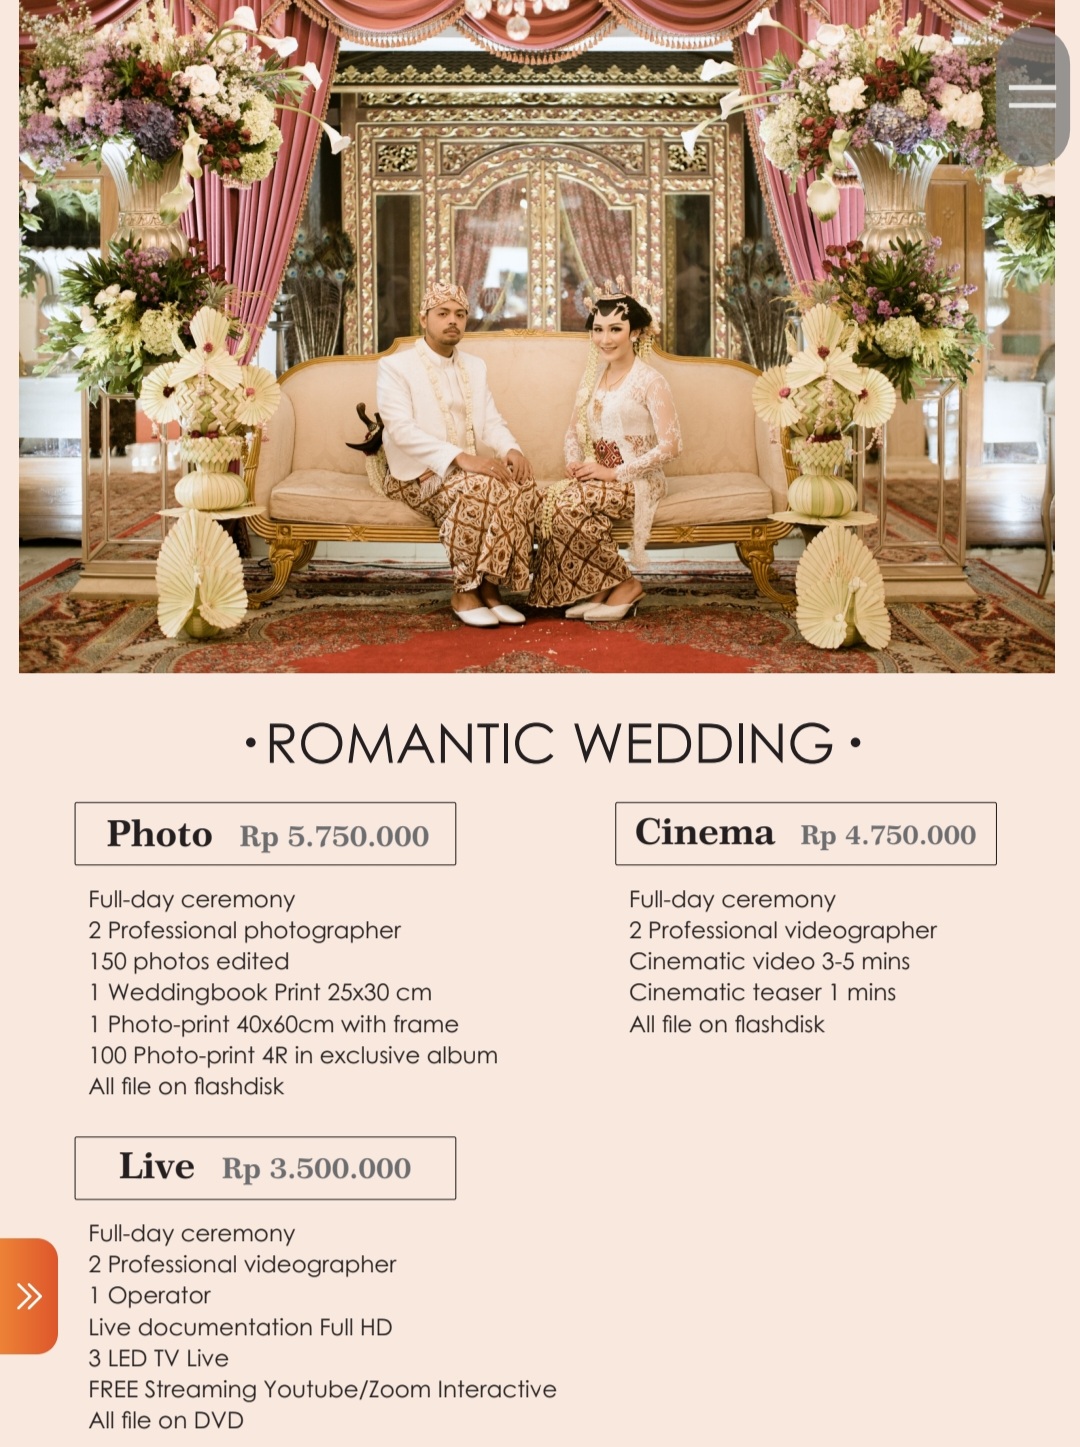 •ROMANTIC WEDDING•
Photo Rp 5.750.000
Full-day ceremony
2 Professional photographer
150 photos edited
1 Weddingbook Print 25x30 cm
1 Photo-print 40x60cm with frame
100 Photo-print 4R in exclusive album
All file on flashdisk
Cinema Rp 4.750.000
Full-day ceremony
2 Professional videographer
Cinematic video 3-5 mins
Cinematic teaser 1 mins
All file on flashdisk
Live Rp 3.500.000
Full-day ceremony
2 Professional videographer
1 Operator
Live documentation Full HD
3 LED TV Live
FREE Streaming Youtube/Zoom Interactive
All file on DVD